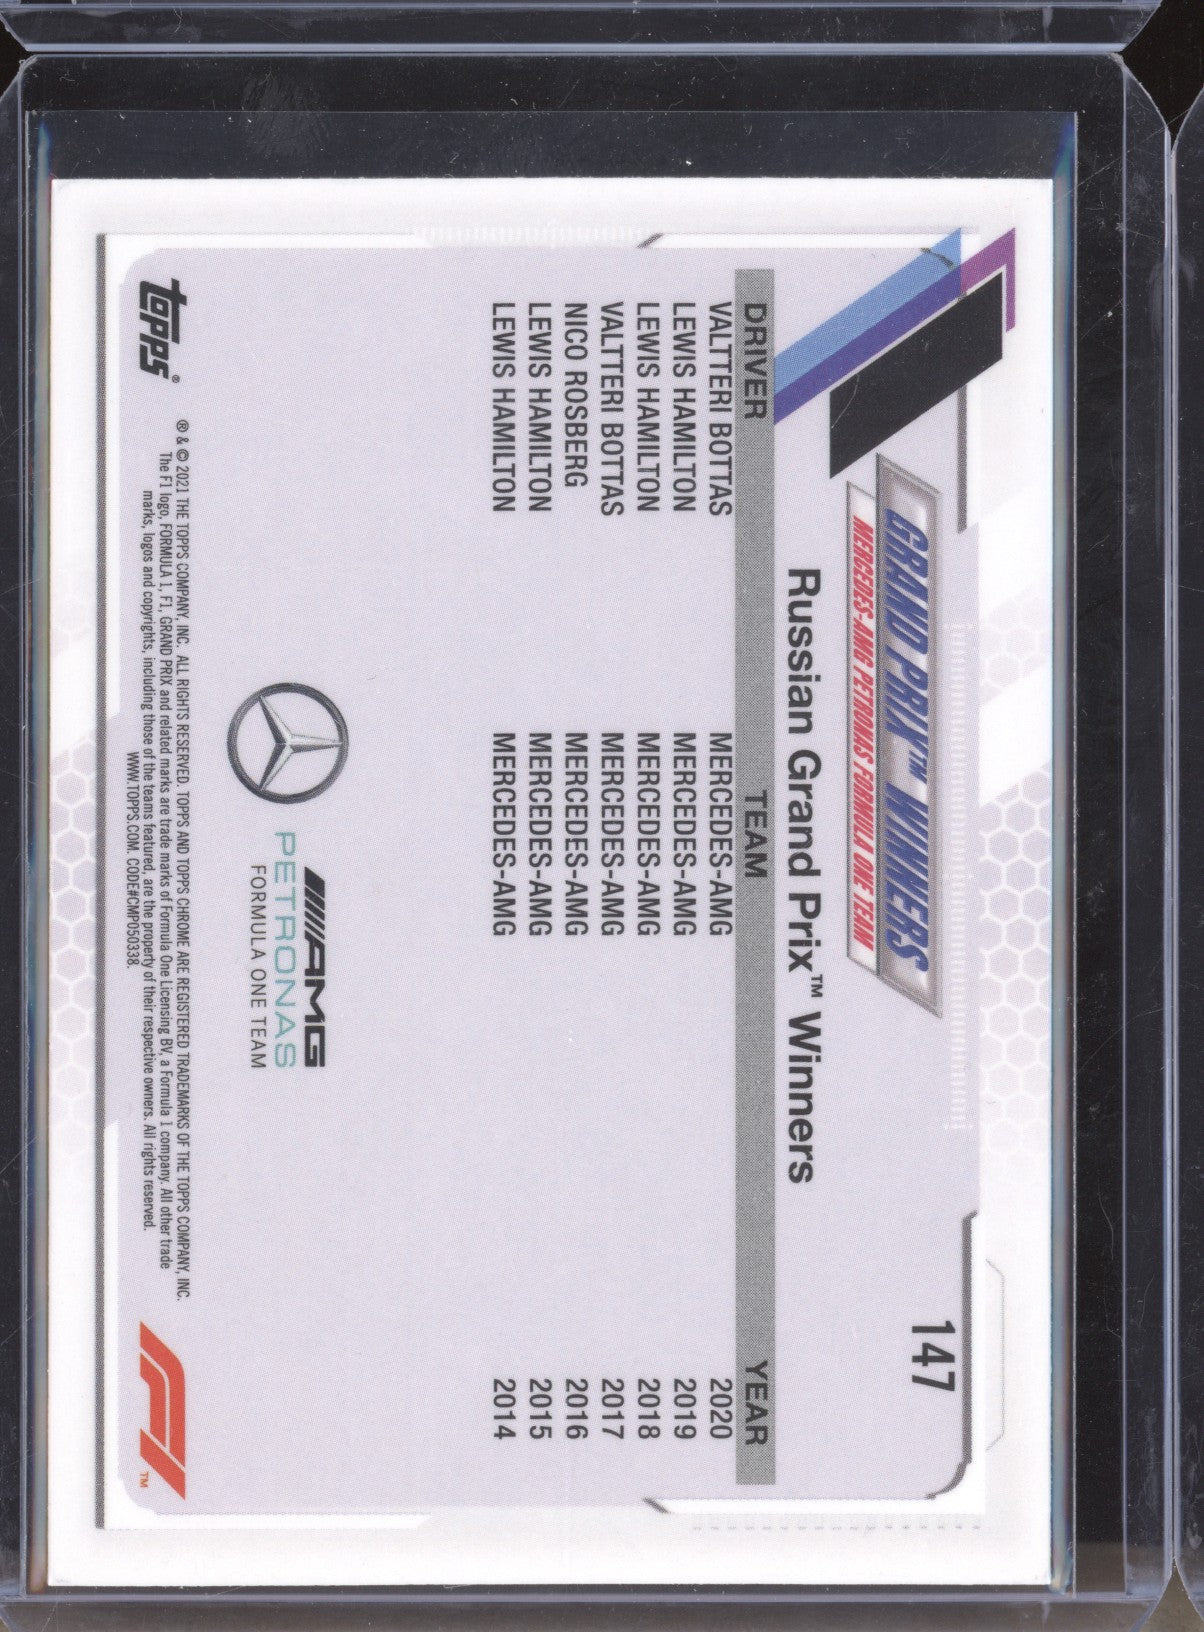 147
GRAND PRIX™ WINNERS
MERCEDES-AMG PETRONAS FORMULA ONE TEAM
Russian Grand Prix™ Winners
DRIVER TEAM YEAR
VALTTERI BOTTAS MERCEDES-AMG 2020
LEWIS HAMILTON MERCEDES-AMG 2019
LEWIS HAMILTON MERCEDES-AMG 2018
VALTTERI BOTTAS MERCEDES-AMG 2017
NICO ROSBERG MERCEDES-AMG 2016
LEWIS HAMILTON MERCEDES-AMG 2015
LEWIS HAMILTON MERCEDES-AMG 2014
AMG
PETRONAS
FORMULA ONE TEAM
topps®
® & © 2021 THE TOPPS COMPANY, INC. ALL RIGHTS RESERVED. TOPPS AND TOPPS CHROME ARE REGISTERED TRADEMARKS OF THE TOPPS COMPANY, INC.
The F1 logo, FORMULA 1, F1, GRAND PRIX and related marks are trade marks of Formula One Licensing BV, a Formula 1 company. All other trade
marks, logos and copyrights, including those of the teams featured, are the property of their respective owners. All rights reserved.
WWW.TOPPS.COM. CODE#CMP050338.
F1™